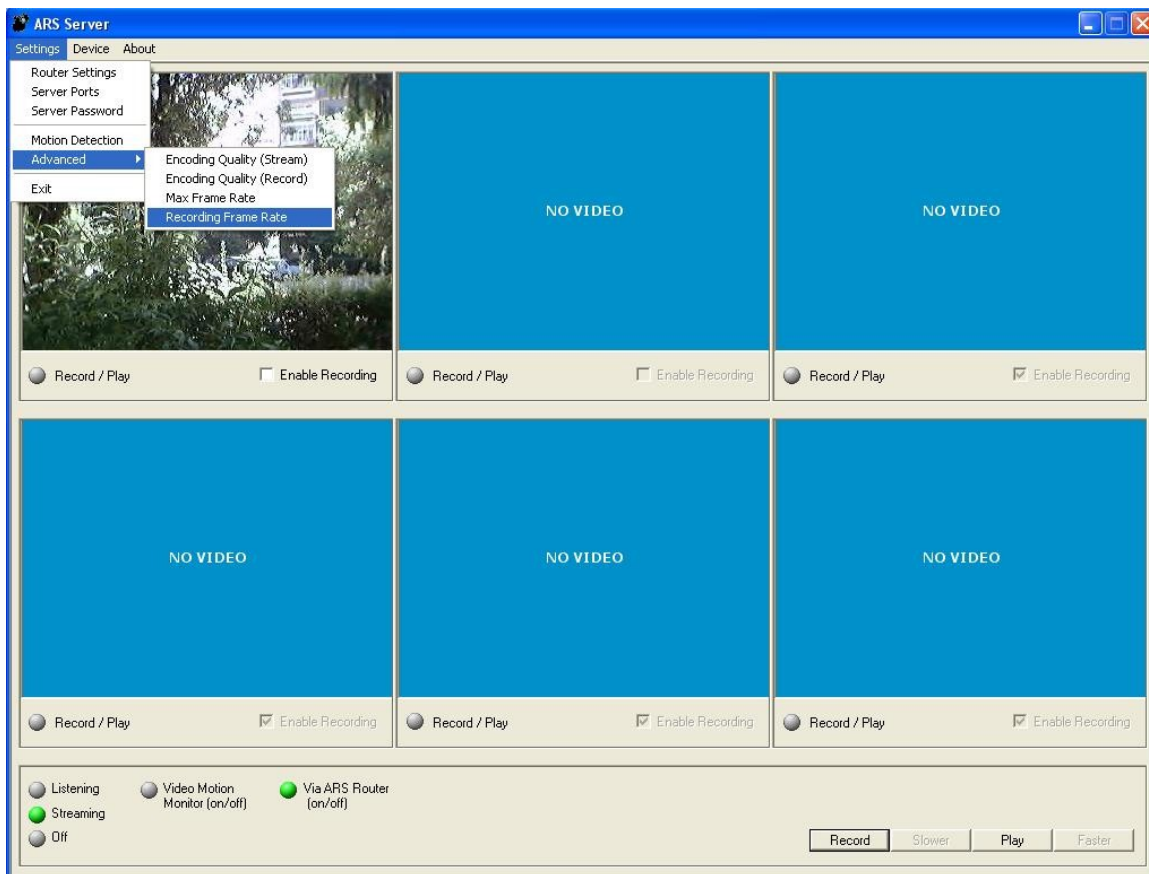 ARS Server
Settings Device About
Router Settings
Server Ports
Server Password
Motion Detection
Advanced
Exit
Encoding Quality (Stream)
Encoding Quality (Record)
Max Frame Rate
Recording Frame Rate
NO VIDEO
NO VIDEO
Record / Play
Enable Recording
Record / Play
Enable Recording
Record / Play
Enable Recording
NO VIDEO
NO VIDEO
NO VIDEO
Record / Play
Enable Recording
Record / Play
Enable Recording
Record / Play
Enable Recording
Listening
Streaming
Off
Video Motion
Monitor (on/off)
Via ARS Router
(on/off)
Record
Slower
Play
Faster